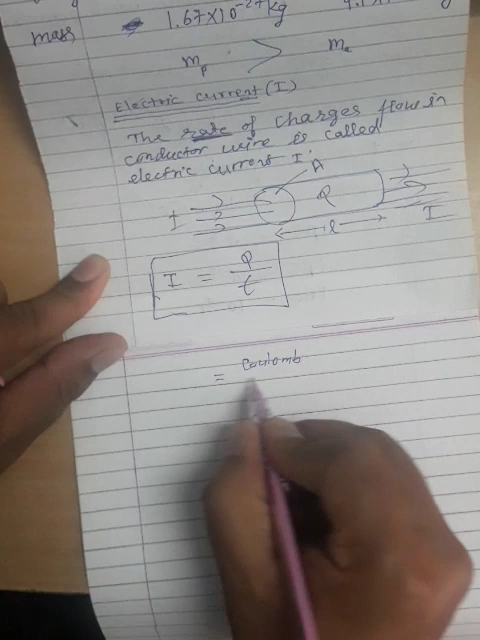 mass 1.67×10⁻²⁷kg
mp > me
Electric current (I)
The rate of charges flow in
conductor wire is called
electric current I.
A
I Q I
l
I = Q/t
= Coulomb